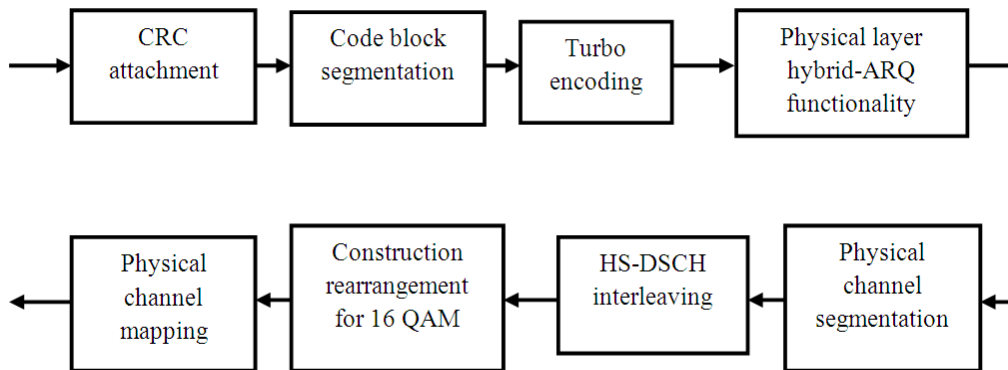 CRC
attachment
Code block
segmentation
Turbo
encoding
Physical layer
hybrid-ARQ
functionality
Physical
channel
mapping
Construction
rearrangement
for 16 QAM
HS-DSCH
interleaving
Physical
channel
segmentation